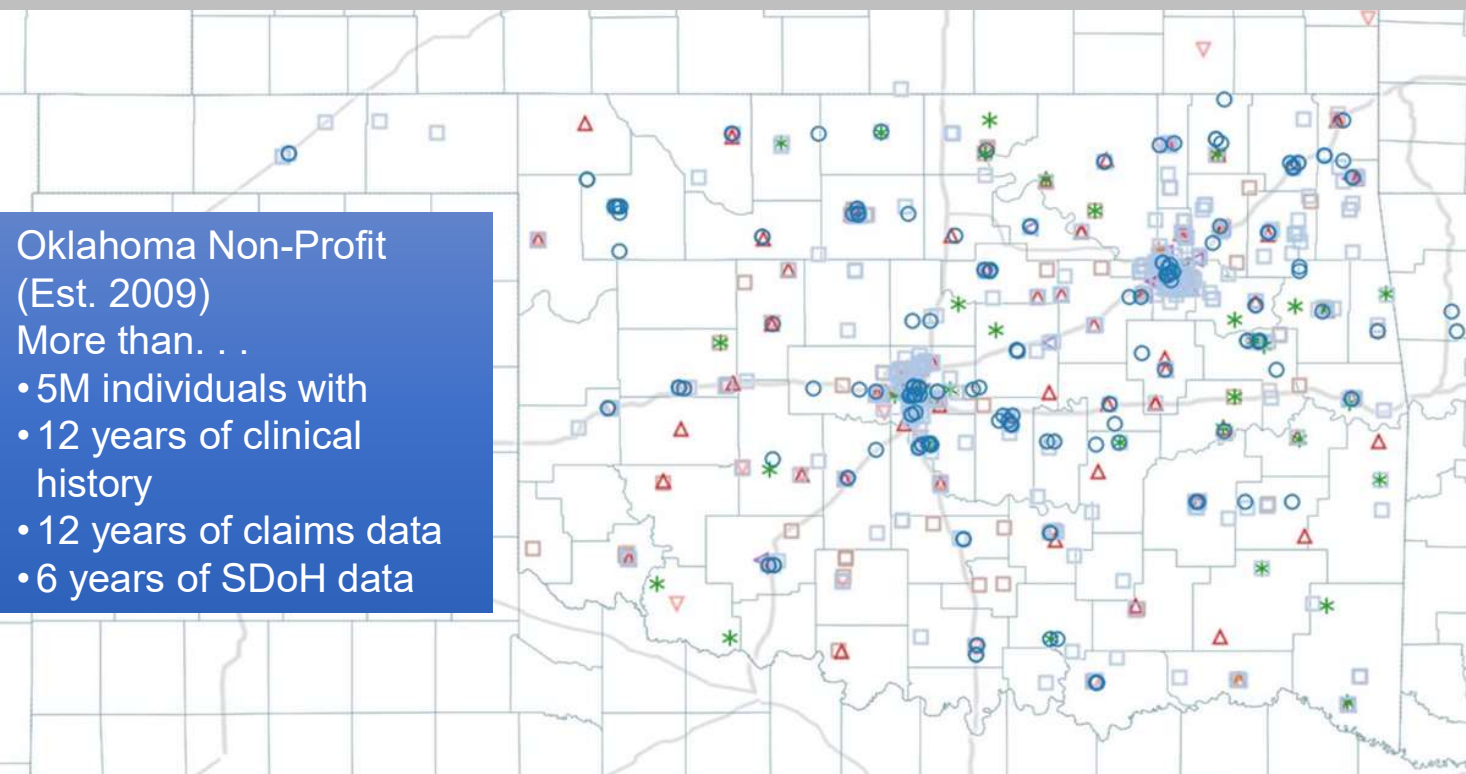 Oklahoma Non-Profit
(Est. 2009)
More than. . .
•5M individuals with
•12 years of clinical
history
•12 years of claims data
•6 years of SDoH data